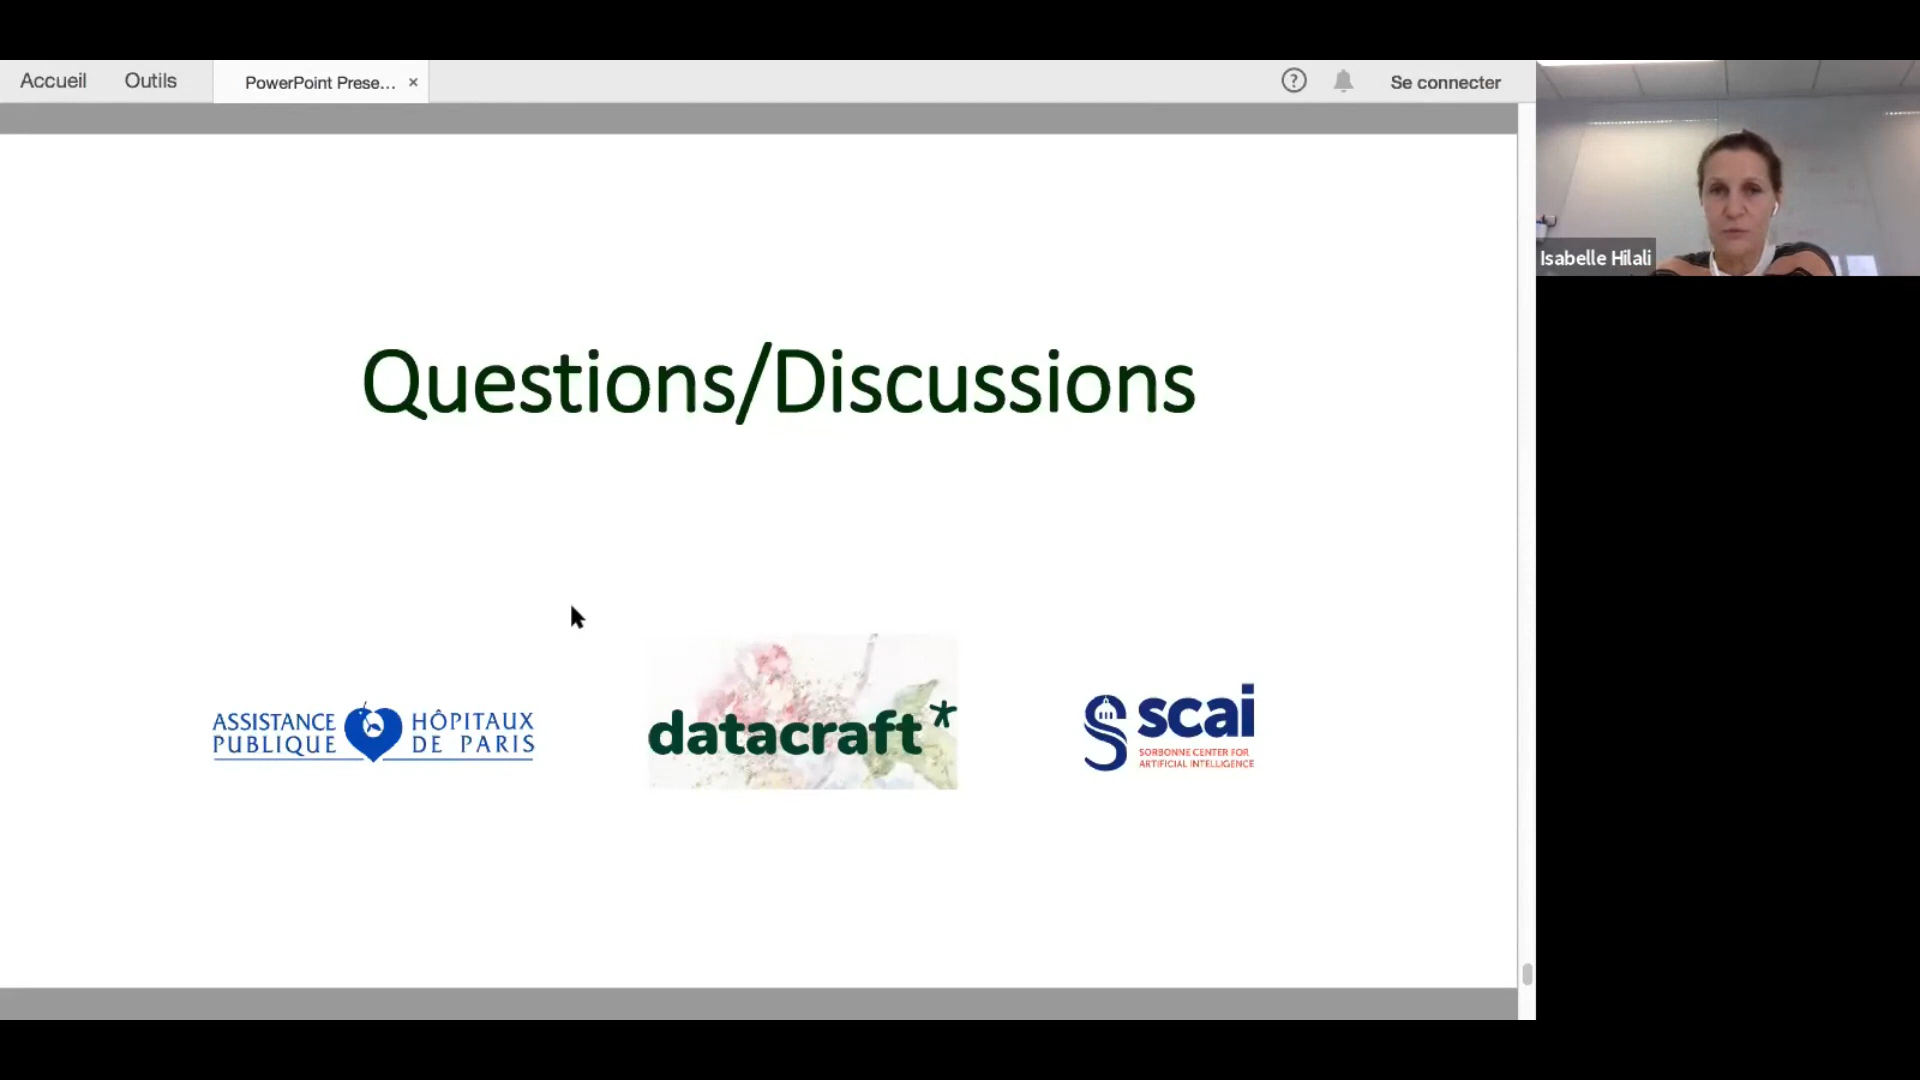 Accueil
Outils
PowerPoint Prese... ×
?
Se connecter
Isabelle Hilali
Questions/Discussions
ASSISTANCE HÔPITAUX
PUBLIQUE DE PARIS
datacraft*
scai
SORBONNE CENTER FOR
ARTIFICIAL INTELLIGENCE